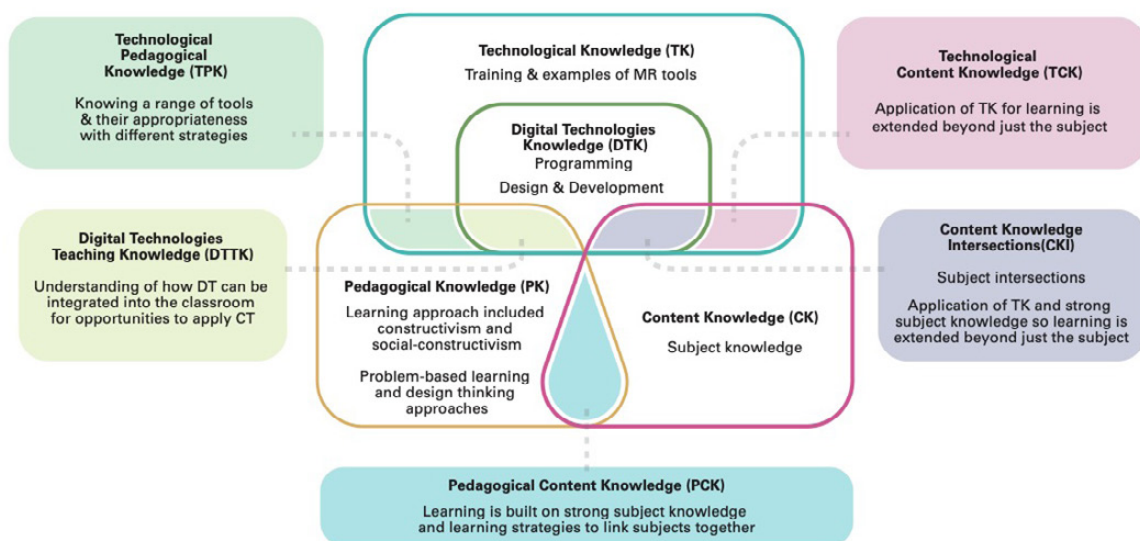 Technological
Pedagogical
Knowledge (TPK)
Knowing a range of tools
& their appropriateness
with different strategies
Technological Knowledge (TK)
Training & examples of MR tools
Digital Technologies
Knowledge (DTK)
Programming
Design & Development
Technological
Content Knowledge (TCK)
Application of TK for learning is
extended beyond just the subject
Digital Technologies
Teaching Knowledge (DTTK)
Understanding of how DT can be
integrated into the classroom
for opportunities to apply CT
Pedagogical Knowledge (PK)
Learning approach included
constructivism and
social-constructivism
Problem-based learning
and design thinking
approaches
Content Knowledge (CK)
Subject knowledge
Content Knowledge
Intersections(CKI)
Subject intersections
Application of TK and strong
subject knowledge so learning is
extended beyond just the subject
Pedagogical Content Knowledge (PCK)
Learning is built on strong subject knowledge
and learning strategies to link subjects together